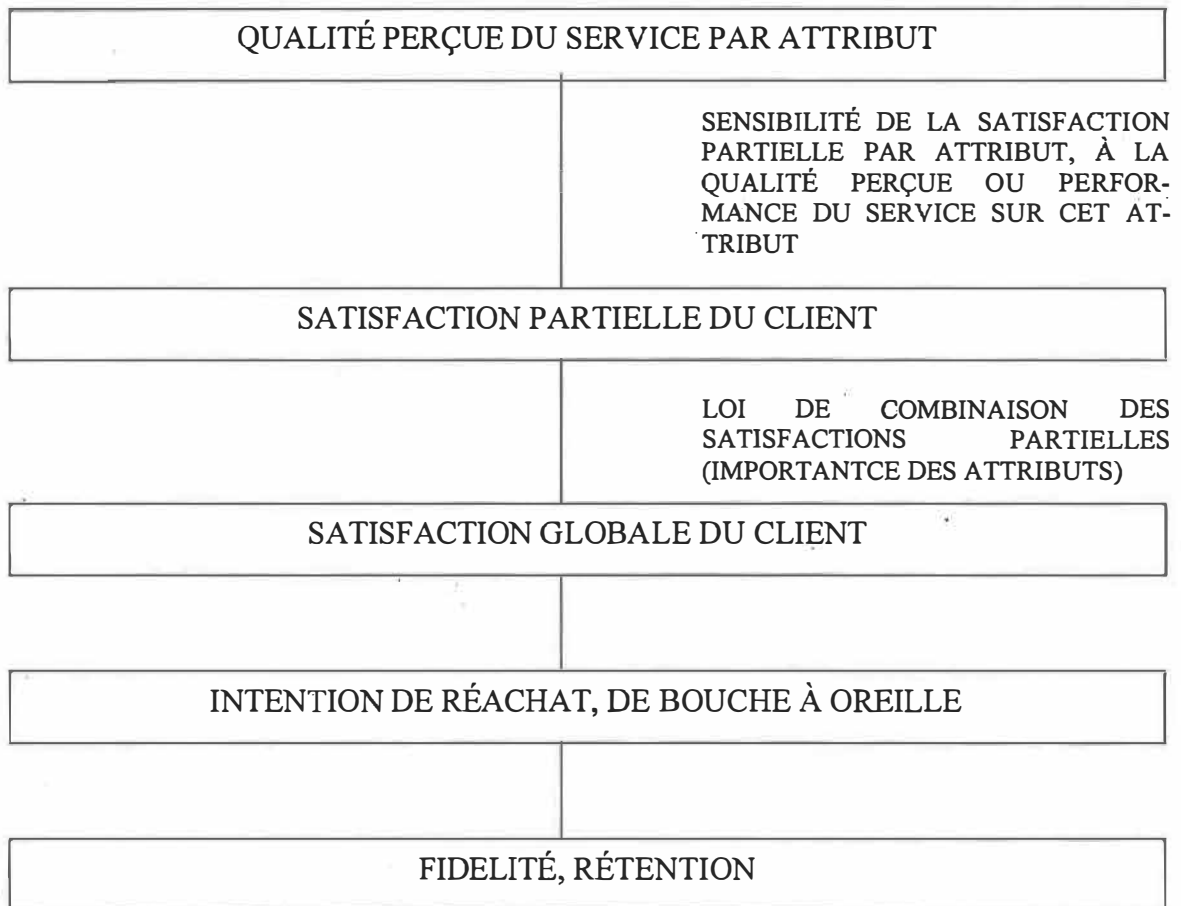 QUALITÉ PERÇUE DU SERVICE PAR ATTRIBUT
SENSIBILITÉ DE LA SATISFACTION
PARTIELLE PAR ATTRIBUT, À LA
QUALITÉ PERÇUE OU PERFOR-
MANCE DU SERVICE SUR CET AT-
TRIBUT
SATISFACTION PARTIELLE DU CLIENT
LOI DE COMBINAISON DES
SATISFACTIONS PARTIELLES
(IMPORTANTCE DES ATTRIBUTS)
SATISFACTION GLOBALE DU CLIENT
INTENTION DE RÉACHAT, DE BOUCHE À OREILLE
FIDELITÉ, RÉTENTION